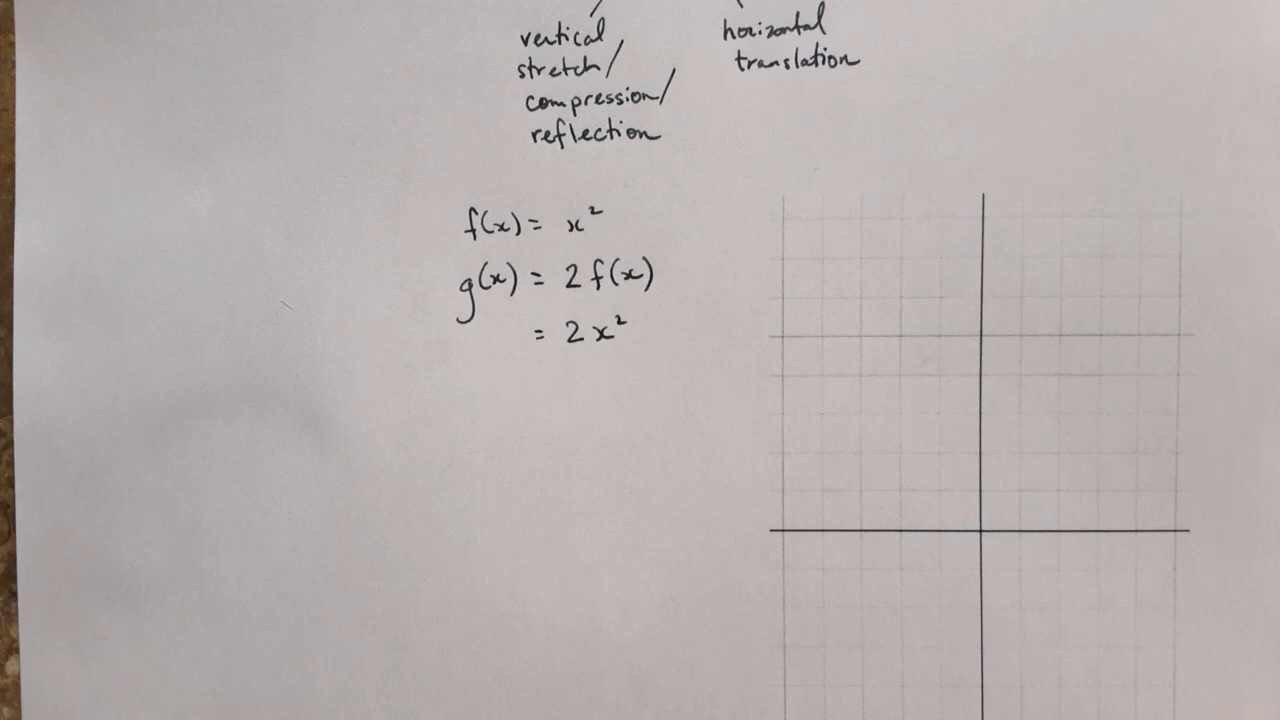 vertical
stretch/
compression/
reflection
horizontal
translation
f(x) = x²
g(x) = 2 f(x)
= 2 x²